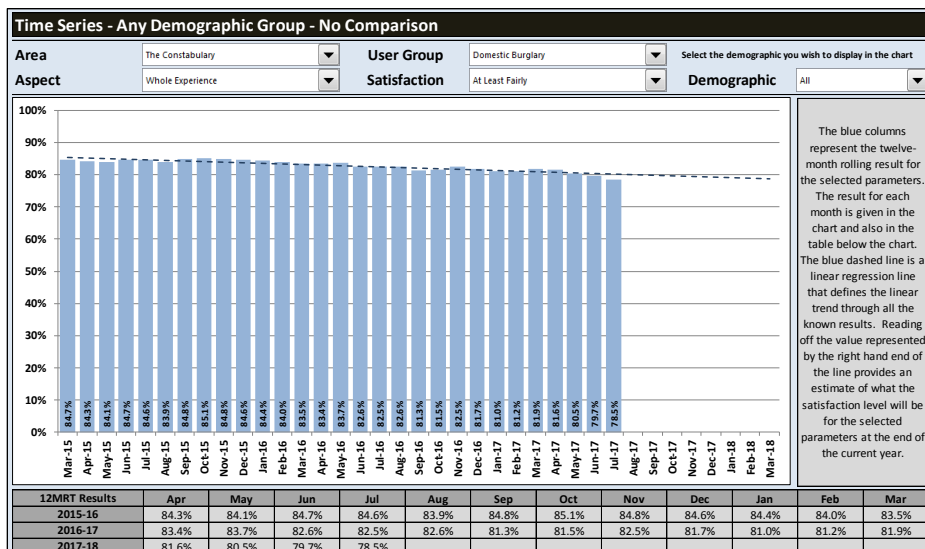 Time Series - Any Demographic Group - No Comparison
Area The Constabulary User Group Domestic Burglary Select the demographic you wish to display in the chart
Aspect Whole Experience Satisfaction At Least Fairly Demographic All
100%
90%
80%
70%
60%
50%
40%
30%
20%
10%
0%
84.7% 84.3% 84.1% 84.7% 84.6% 83.9% 84.8% 85.1% 84.8% 84.6% 84.4% 84.0% 83.5% 83.4% 83.7% 82.6% 82.5% 82.6% 81.3% 81.5% 82.5% 81.7% 81.0% 81.2% 81.9% 81.6% 80.5% 79.7% 78.5%
Mar-15 Apr-15 May-15 Jun-15 Jul-15 Aug-15 Sep-15 Oct-15 Nov-15 Dec-15 Jan-16 Feb-16 Mar-16 Apr-16 May-16 Jun-16 Jul-16 Aug-16 Sep-16 Oct-16 Nov-16 Dec-16 Jan-17 Feb-17 Mar-17 Apr-17 May-17 Jun-17 Jul-17 Aug-17 Sep-17 Oct-17 Nov-17 Dec-17 Jan-18 Feb-18 Mar-18
The blue columns
represent the twelve-
month rolling result for
the selected parameters.
The result for each
month is given in the
chart and also in the
table below the chart.
The blue dashed line is a
linear regression line
that defines the linear
trend through all the
known results. Reading
off the value represented
by the right hand end of
the line provides an
estimate of what the
satisfaction level will be
for the selected
parameters at the end of
the current year.
12MRT Results Apr May Jun Jul Aug Sep Oct Nov Dec Jan Feb Mar
2015-16 84.3% 84.1% 84.7% 84.6% 83.9% 84.8% 85.1% 84.8% 84.6% 84.4% 84.0% 83.5%
2016-17 83.4% 83.7% 82.6% 82.5% 82.6% 81.3% 81.5% 82.5% 81.7% 81.0% 81.2% 81.9%
2017-18 81.6% 80.5% 79.7% 78.5%